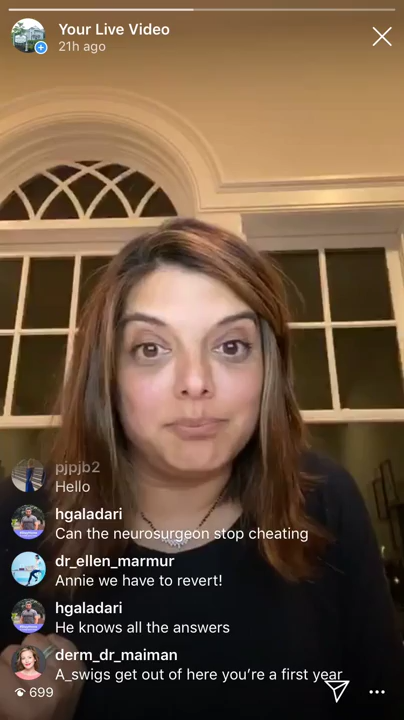 Your Live Video
21h ago
pjpjb2
Hello
hgaladari
Can the neurosurgeon stop cheating
dr_ellen_marmur
Annie we have to revert!
hgaladari
He knows all the answers
derm_dr_maiman
A_swigs get out of here you're a first year
699